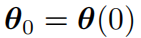 𝜽₀ = 𝜽(0)